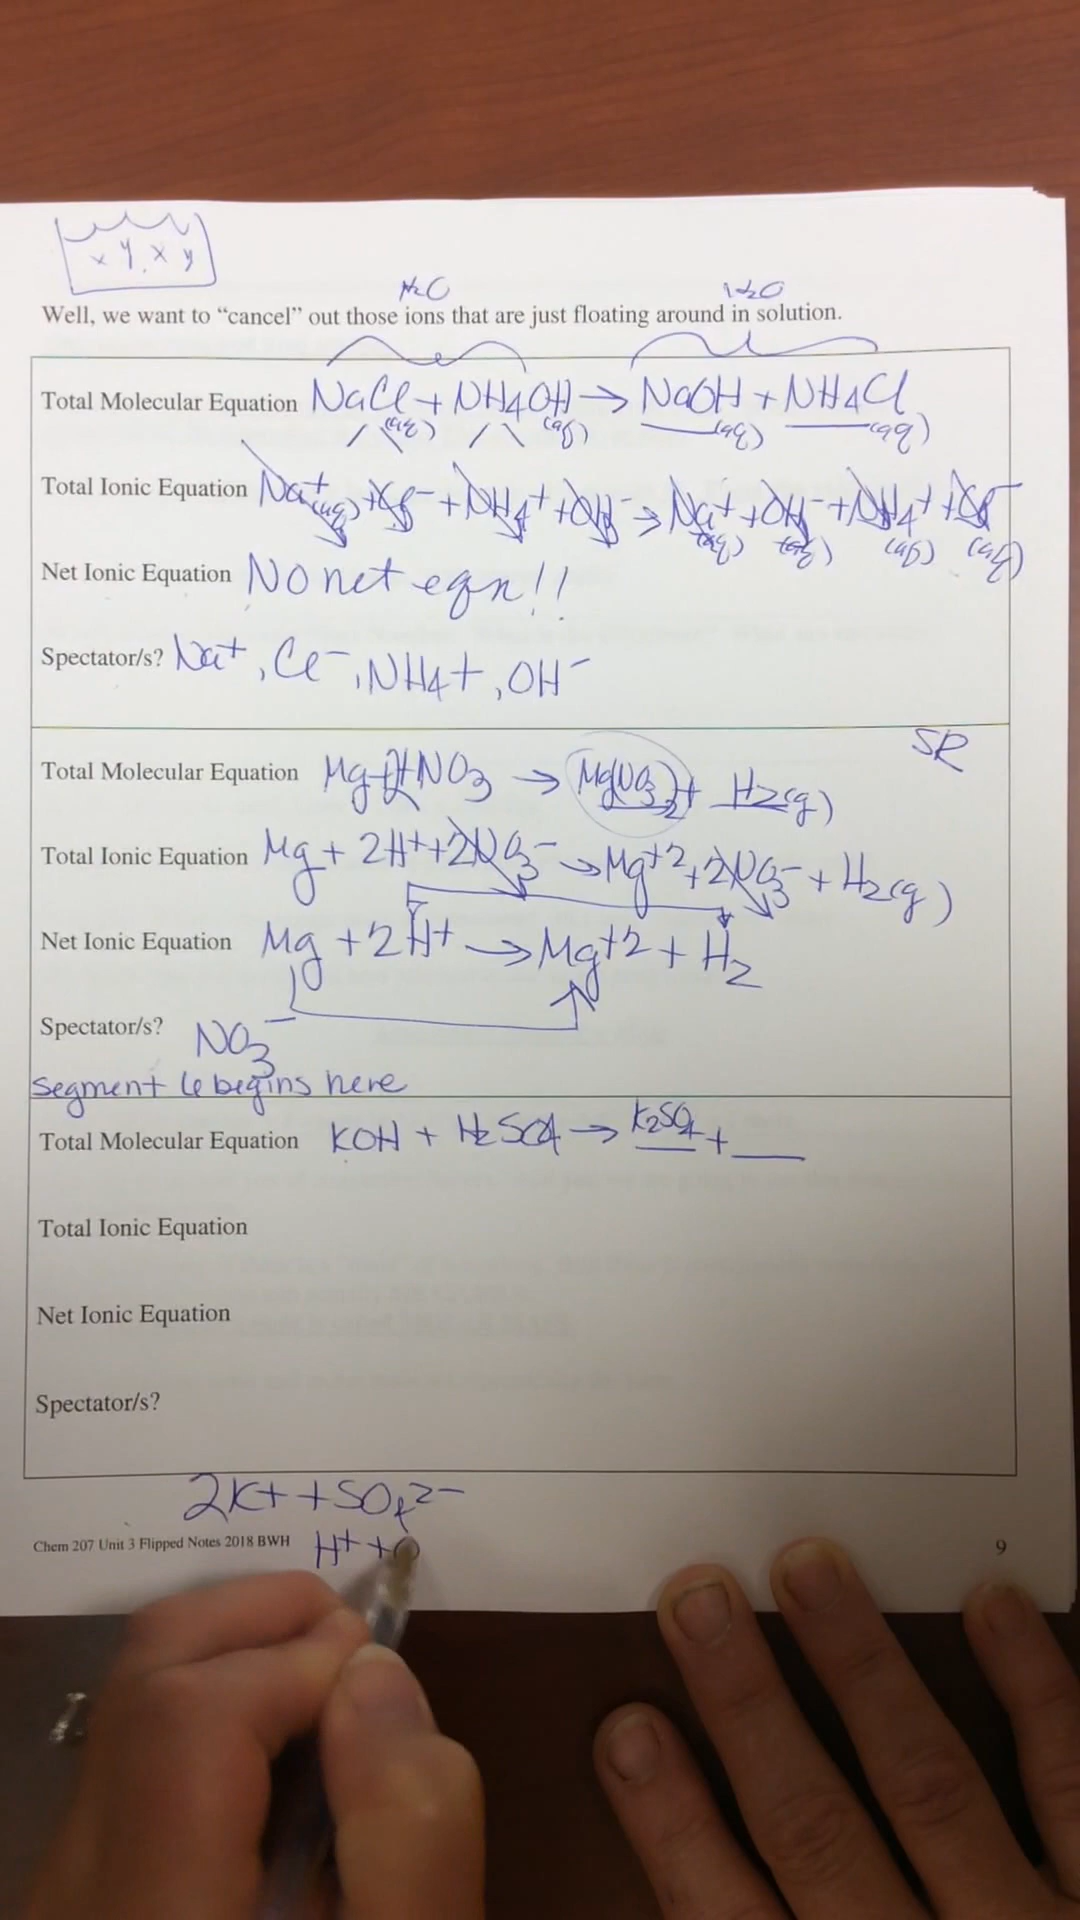 x y x y
H2O H2O
Well, we want to “cancel” out those ions that are just floating around in solution.
Total Molecular Equation NaCl + NH4OH → NaOH + NH4Cl
(aq) (aq) (aq) (aq)
Total Ionic Equation Na+ + Cl- + NH4+ + OH- → Na+ + OH- + NH4+ + Cl-
(aq) (aq) (aq) (aq) (aq)
Net Ionic Equation No net eqn!!
Spectator/s? Na+, Cl-, NH4+, OH-
SR
Total Molecular Equation Mg + 2HNO3 → Mg(NO3)2 + H2(g)
Total Ionic Equation Mg + 2H+ + 2NO3- → Mg+2 + 2NO3- + H2(g)
Net Ionic Equation Mg + 2H+ → Mg+2 + H2
Spectator/s? NO3-
Segment 6 begins here
Total Molecular Equation KOH + H2SO4 → K2SO4 + ___
Total Ionic Equation
Net Ionic Equation
Spectator/s?
2K+ + SO4 2-
Chem 207 Unit 3 Flipped Notes 2018 BWH H+ + O 9